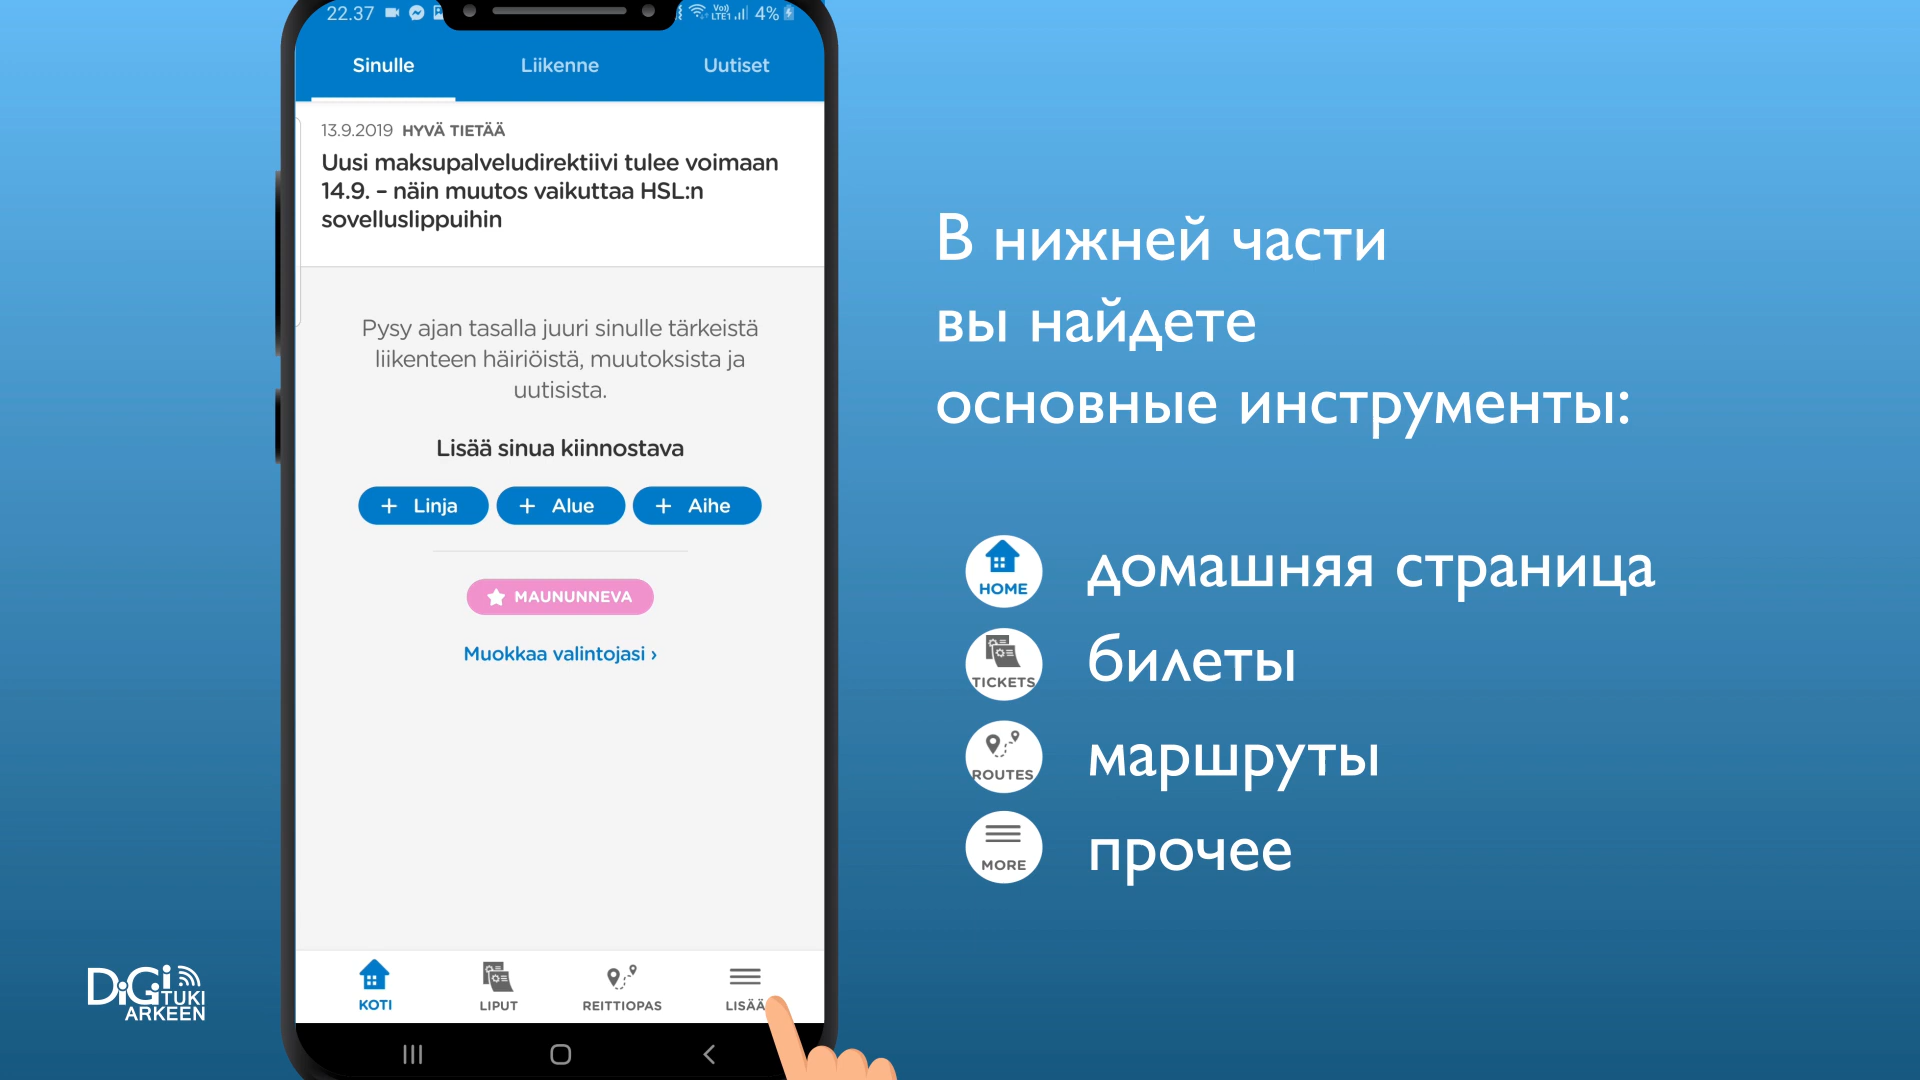 22.37
Vo)) LTE1 4%
Sinulle Liikenne Uutiset
13.9.2019 HYVÄ TIETÄÄ
Uusi maksupalveludirektiivi tulee voimaan
14.9. – näin muutos vaikuttaa HSL:n
sovelluslippuihin
Pysy ajan tasalla juuri sinulle tärkeistä
liikenteen häiriöistä, muutoksista ja
uutisista.
Lisää sinua kiinnostava
+ Linja + Alue + Aihe
MAUNUNNEVA
Muokkaa valintojasi ›
KOTI LIPUT REITTIOPAS LISÄÄ
В нижней части
вы найдете
основные инструменты:
HOME домашняя страница
TICKETS билеты
ROUTES маршруты
MORE прочее
DiGi
TUKI
ARKEEN